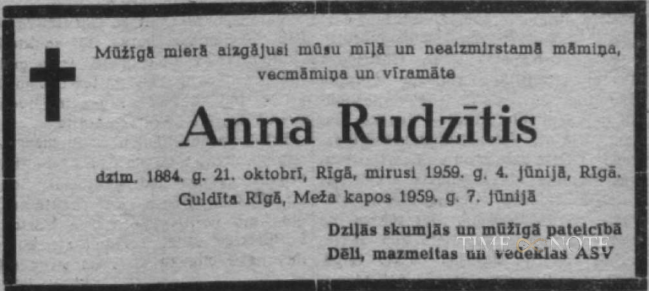 Mūžīgā mierā aizgājusi mūsu mīļā un neaizmirstamā māmiņa,
vecmāmiņa un vīramāte
Anna Rudzītis
dzim. 1884. g. 21. oktobrī, Rīgā, mirusi 1959. g. 4. jūnijā, Rīgā.
Guldīta Rīgā, Meža kapos 1959. g. 7. jūnijā
Dziļās skumjās un mūžīgā pateicībā
TIME NOTE
Dēli, mazmeitas un vedeklas ASV